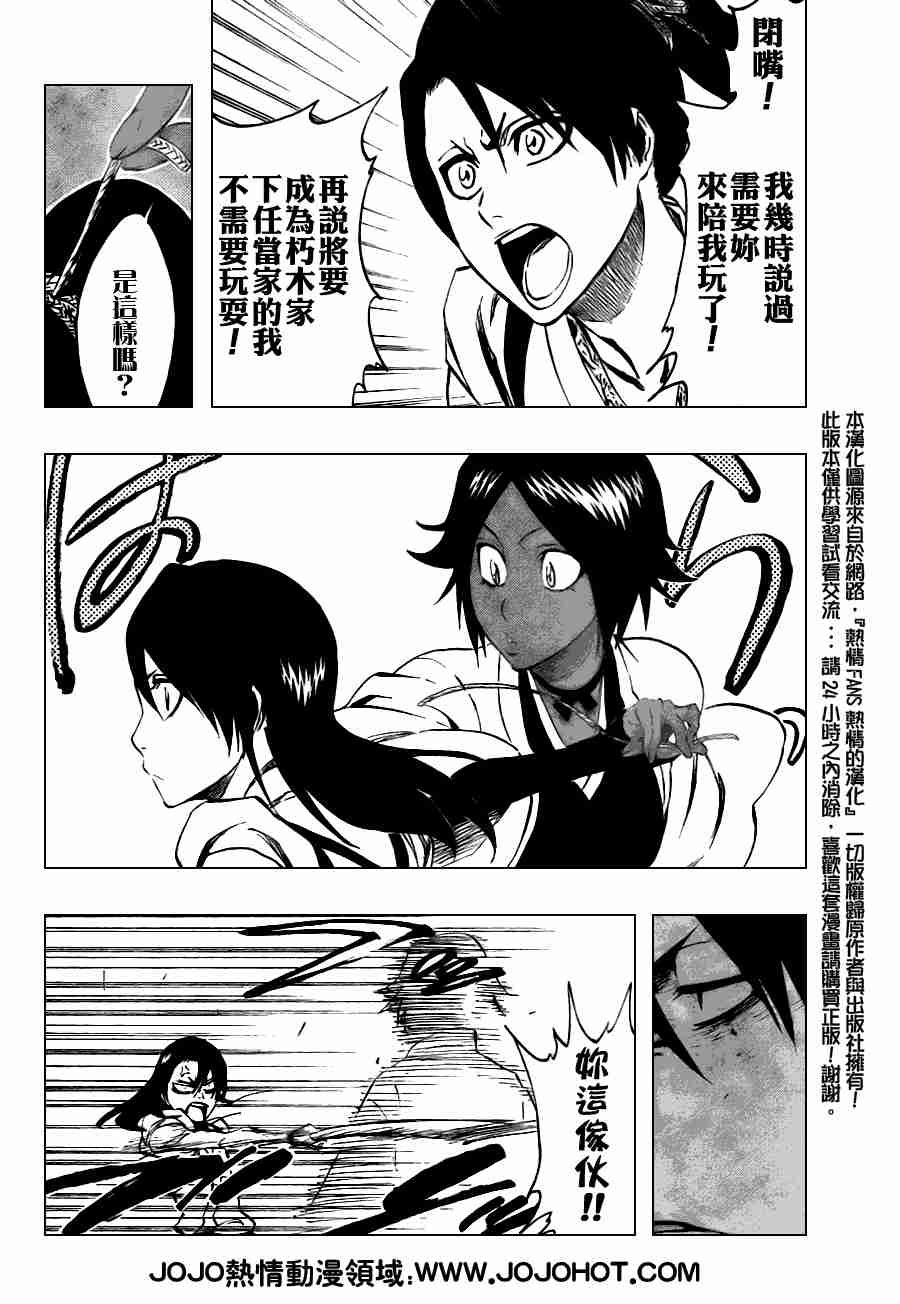 閉嘴！
我幾時說過
需要妳
來陪我玩了！
再說將要
成為朽木家
下任當家的我
不需要玩耍！
是這樣嗎？
妳這傢伙!!
本漢化圖源來自於網路，『熱情FANS 熱情的漢化』一切版權歸原作者與出版社擁有！
此版本僅供學習試看交流... 請24小時之內消除，喜歡這套漫畫請購買正版！謝謝。
JOJO熱情動漫領域:WWW.JOJOHOT.COM